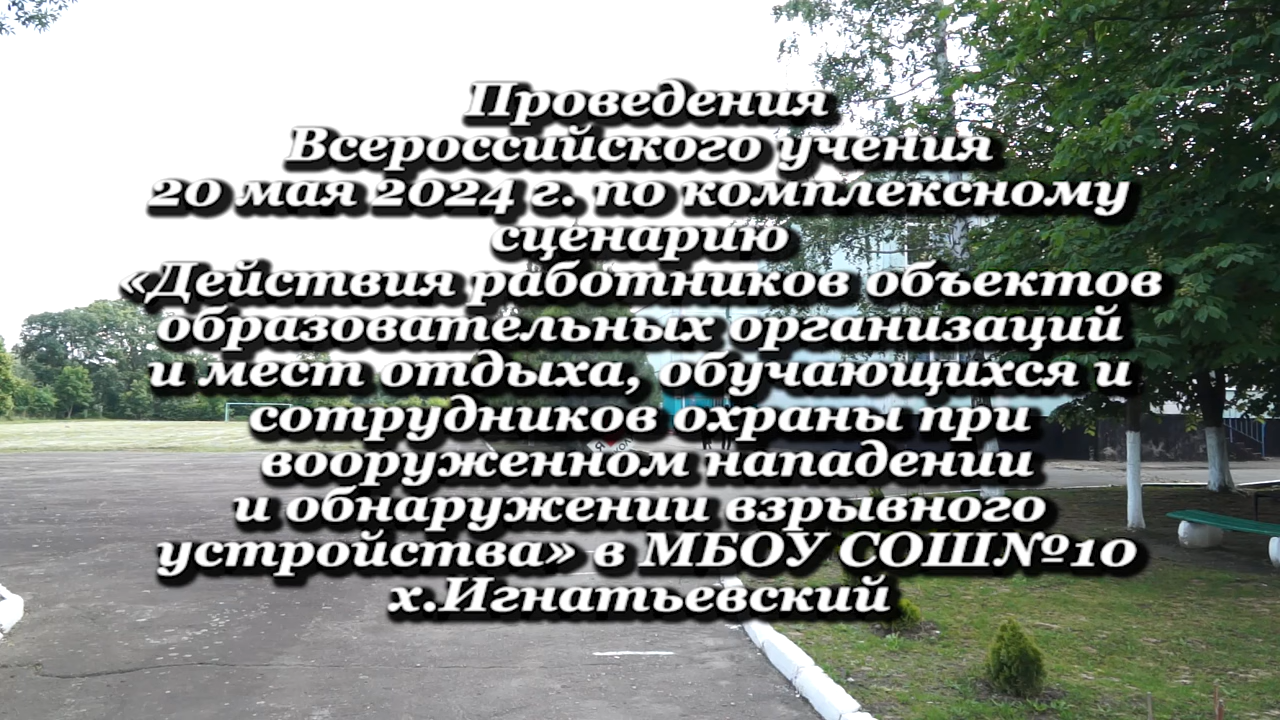 Проведения
Всероссийского учения
20 мая 2024 г. по комплексному
сценарию
«Действия работников объектов
образовательных организаций
и мест отдыха, обучающихся и
сотрудников охраны при
вооруженном нападении
и обнаружении взрывного
устройства» в МБОУ СОШ№10
х.Игнатьевский